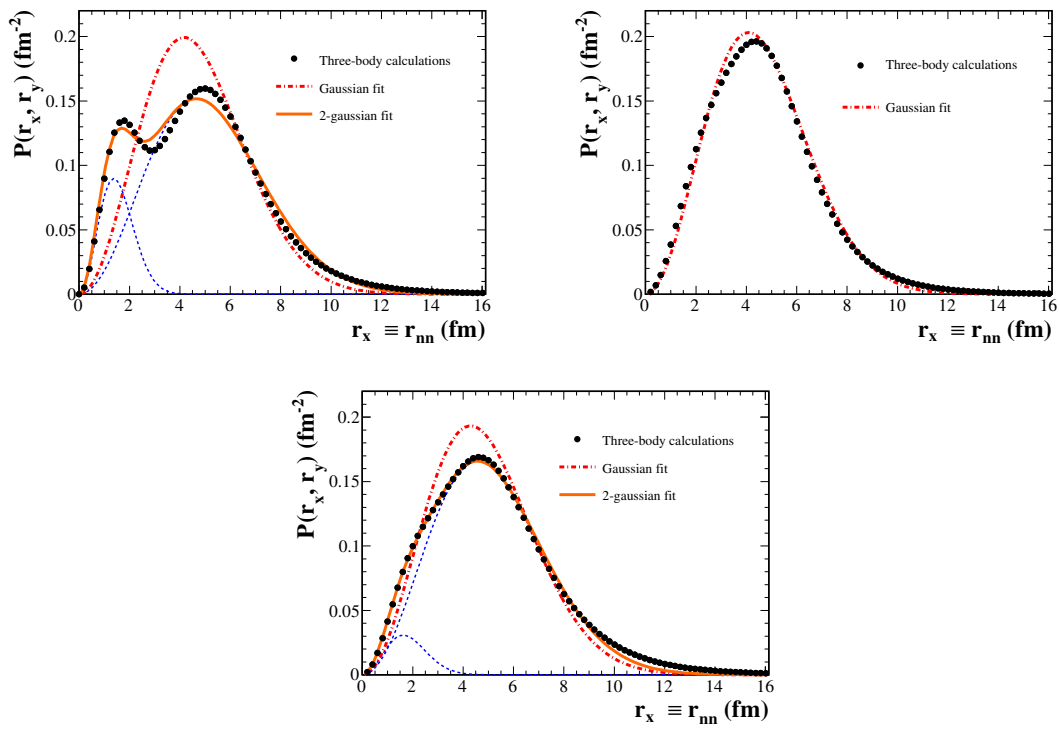 P(r_x, r_y) (fm^-2)
0.2
0.15
0.1
0.05
0
Three-body calculations
Gaussian fit
2-gaussian fit
0 2 4 6 8 10 12 14 16
r_x ≡ r_nn (fm)
P(r_x, r_y) (fm^-2)
0.2
0.15
0.1
0.05
0
Three-body calculations
Gaussian fit
0 2 4 6 8 10 12 14 16
r_x ≡ r_nn (fm)
P(r_x, r_y) (fm^-2)
0.2
0.15
0.1
0.05
0
Three-body calculations
Gaussian fit
2-gaussian fit
0 2 4 6 8 10 12 14 16
r_x ≡ r_nn (fm)